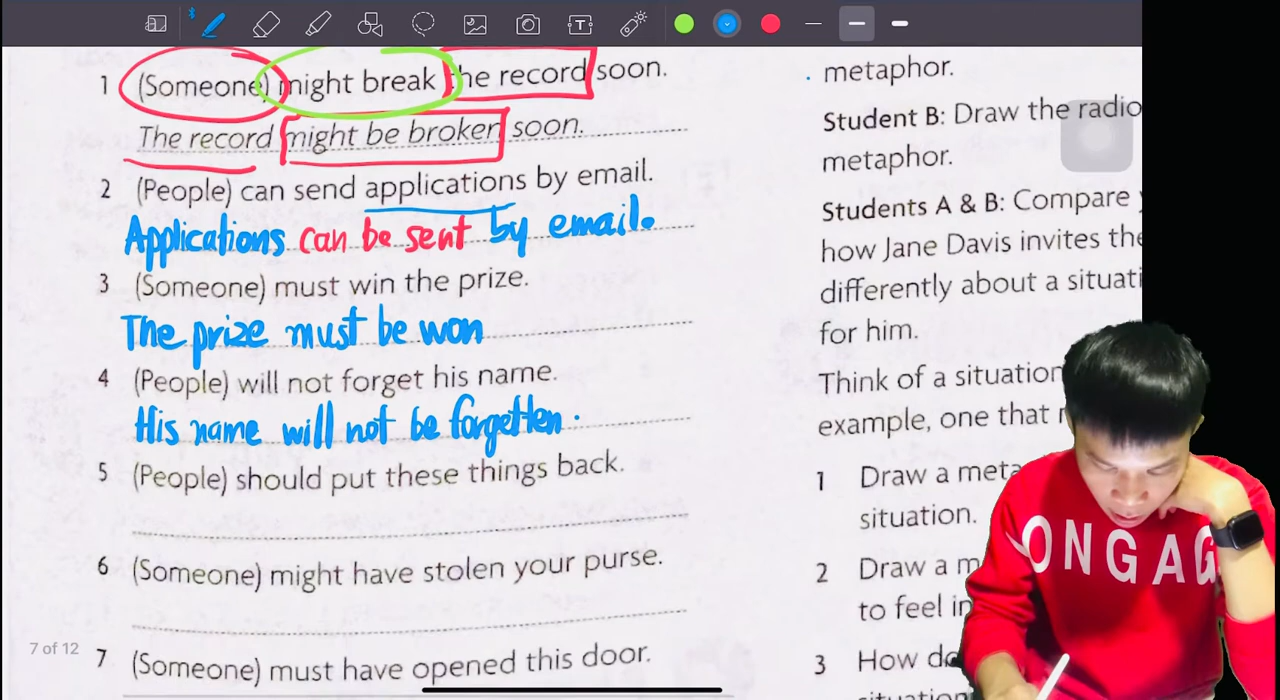 1 (Someone) might break the record soon.
The record might be broken soon.
2 (People) can send applications by email.
Applications can be sent by email.
3 (Someone) must win the prize.
The prize must be won
4 (People) will not forget his name.
His name will not be forgetten.
5 (People) should put these things back.
6 (Someone) might have stolen your purse.
7 (Someone) must have opened this door.
7 of 12
metaphor.
Student B: Draw the radio
metaphor.
Students A & B: Compare
how Jane Davis invites the
differently about a situati
for him.
Think of a situation
example, one that
1 Draw a meta
situation.
2 Draw a m
to feel in
3 How do
situation
ONGAG